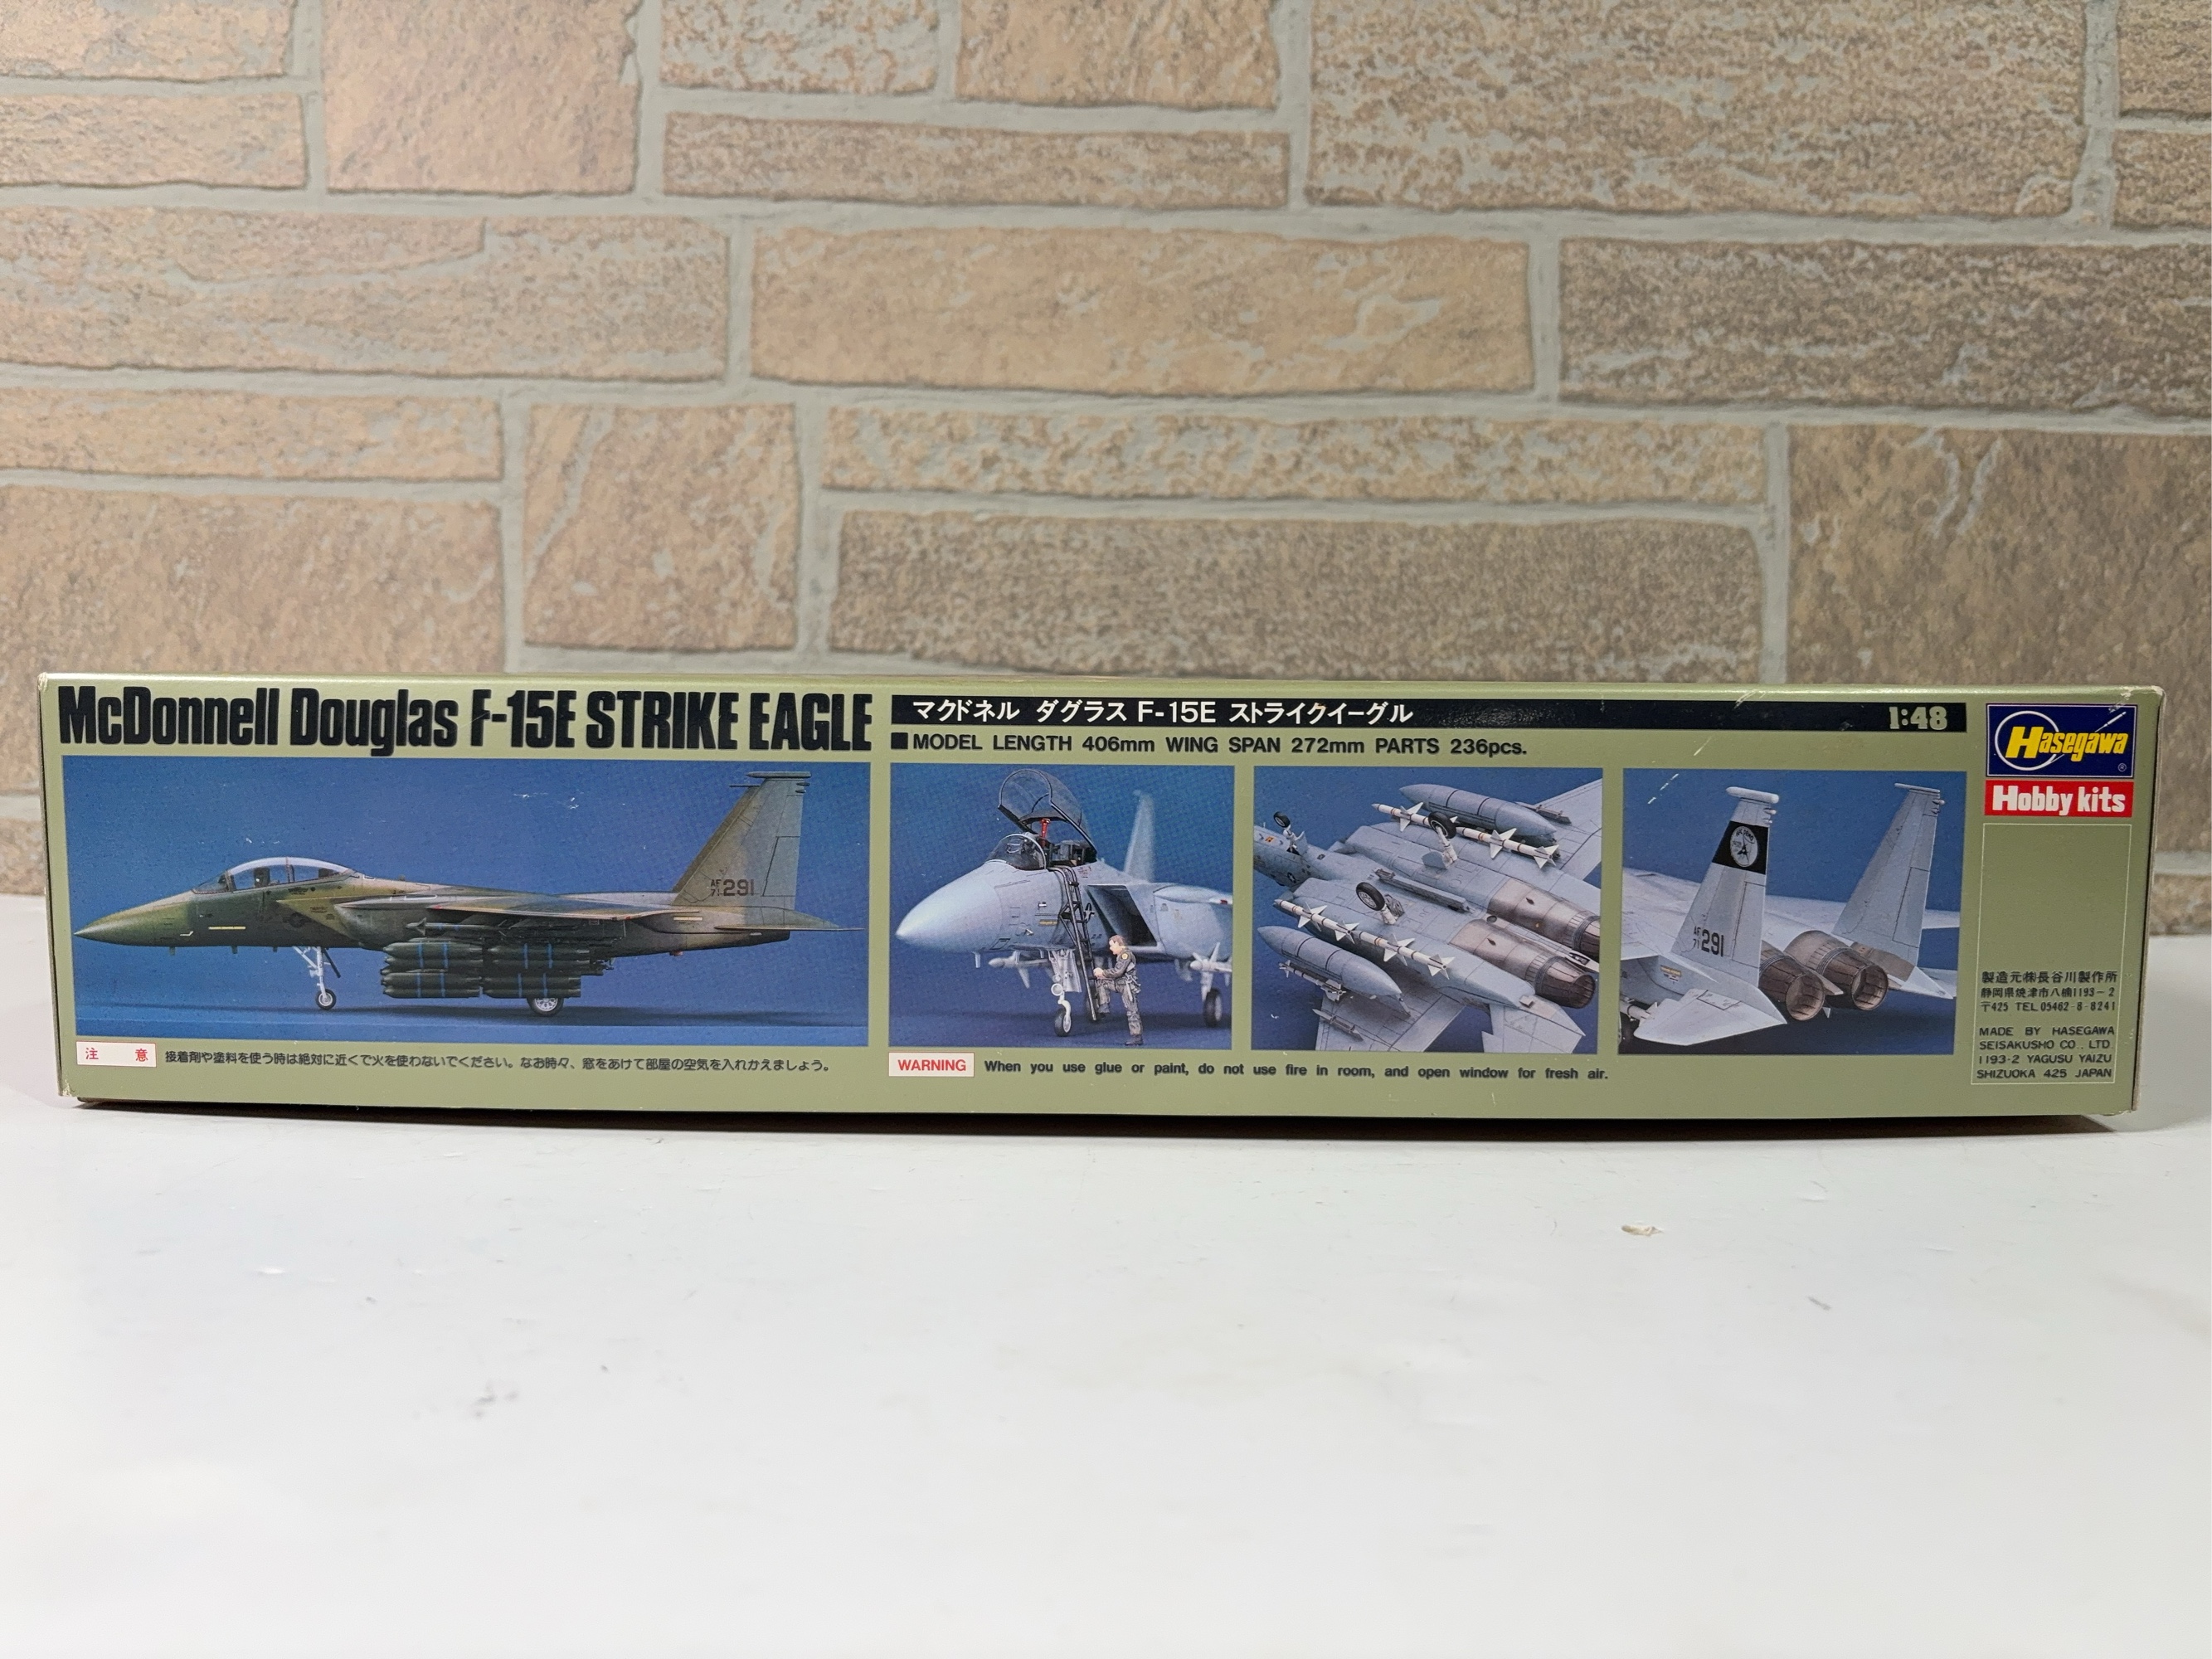 McDonnell Douglas F-15E STRIKE EAGLE
マクドネル ダグラス F-15E ストライクイーグル 1:48
■MODEL LENGTH 406mm WING SPAN 272mm PARTS 236pcs.
Hasegawa®
Hobby kits
AF
71 291
AF
71 291
注意 接着剤や塗料を使う時は絶対に近くで火を使わないでください。なお時々、窓をあけて部屋の空気を入れかえましょう。
WARNING When you use glue or paint, do not use fire in room, and open window for fresh air.
製造元㈱長谷川製作所
静岡県焼津市八楠1193-2
〒425 TEL 05462-8-8241
MADE BY HASEGAWA
SEISAKUSHO CO., LTD.
1193-2 YAGUSU YAIZU
SHIZUOKA 425 JAPAN